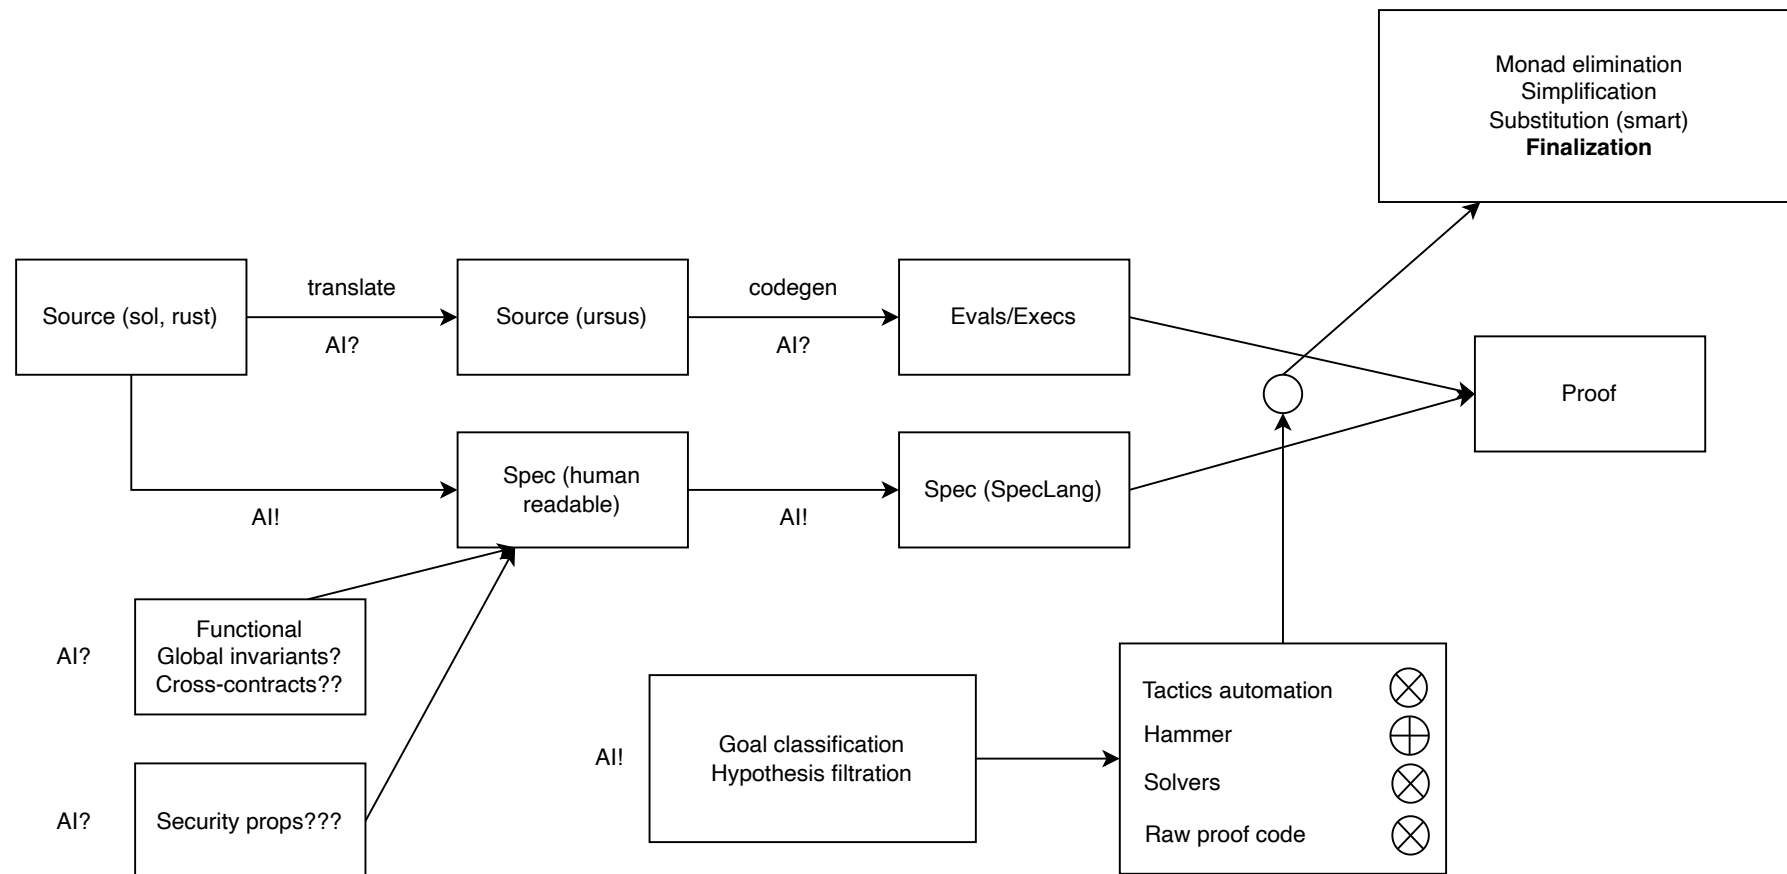 Monad elimination
Simplification
Substitution (smart)
Finalization
Source (sol, rust)
translate
AI?
Source (ursus)
codegen
AI?
Evals/Execs
Proof
AI!
Spec (human
readable)
AI!
Spec (SpecLang)
AI?
Functional
Global invariants?
Cross-contracts??
AI?
Security props???
AI!
Goal classification
Hypothesis filtration
Tactics automation
Hammer
Solvers
Raw proof code